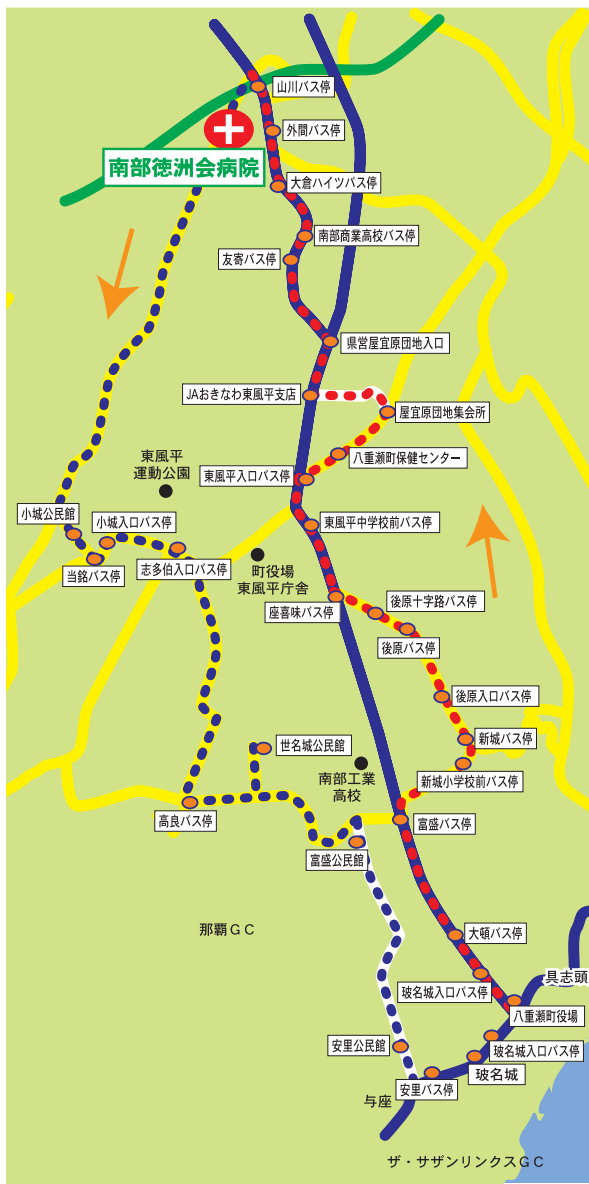 山川バス停
外間バス停
南部徳洲会病院
大倉ハイツバス停
南部商業高校バス停
友寄バス停
県営屋宜原団地入口
JAおきなわ東風平支店
屋宜原団地集会所
東風平
運動公園
八重瀬町保健センター
東風平入口バス停
小城公民館
小城入口バス停
東風平中学校前バス停
当銘バス停
志多伯入口バス停
町役場
東風平庁舎
座喜味バス停
後原十字路バス停
後原バス停
後原入口バス停
新城バス停
世名城公民館
南部工業
高校
新城小学校前バス停
高良バス停
富盛バス停
富盛公民館
那覇GC
大頓バス停
具志頭
玻名城入口バス停
八重瀬町役場
安里公民館
玻名城入口バス停
玻名城
安里バス停
与座
ザ・サザンリンクスGC